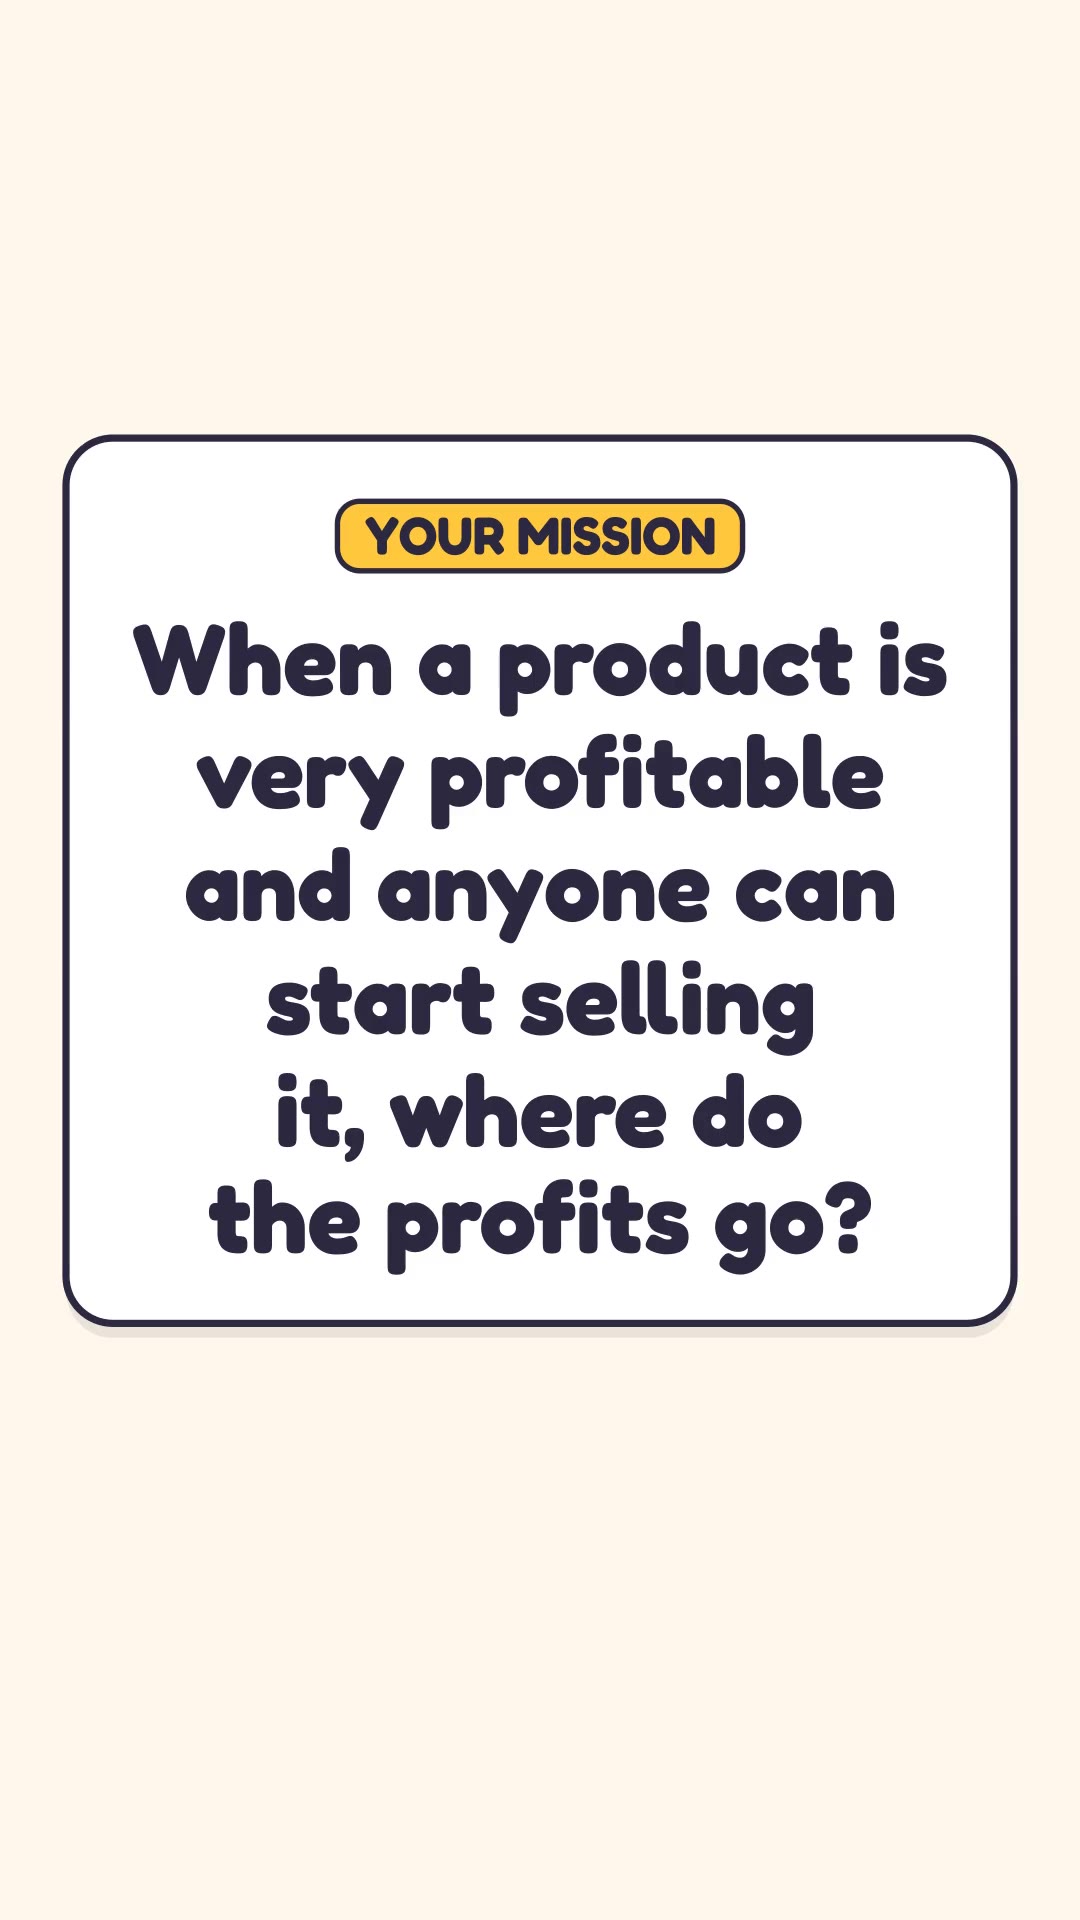 YOUR MISSION
When a product is
very profitable
and anyone can
start selling
it, where do
the profits go?